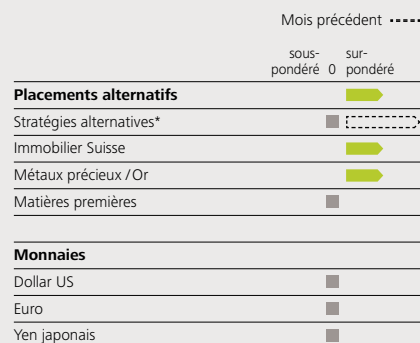 Mois précédent
sous-
pondéré 0 sur-
pondéré
Placements alternatifs
Stratégies alternatives*
Immobilier Suisse
Métaux précieux / Or
Matières premières
Monnaies
Dollar US
Euro
Yen japonais